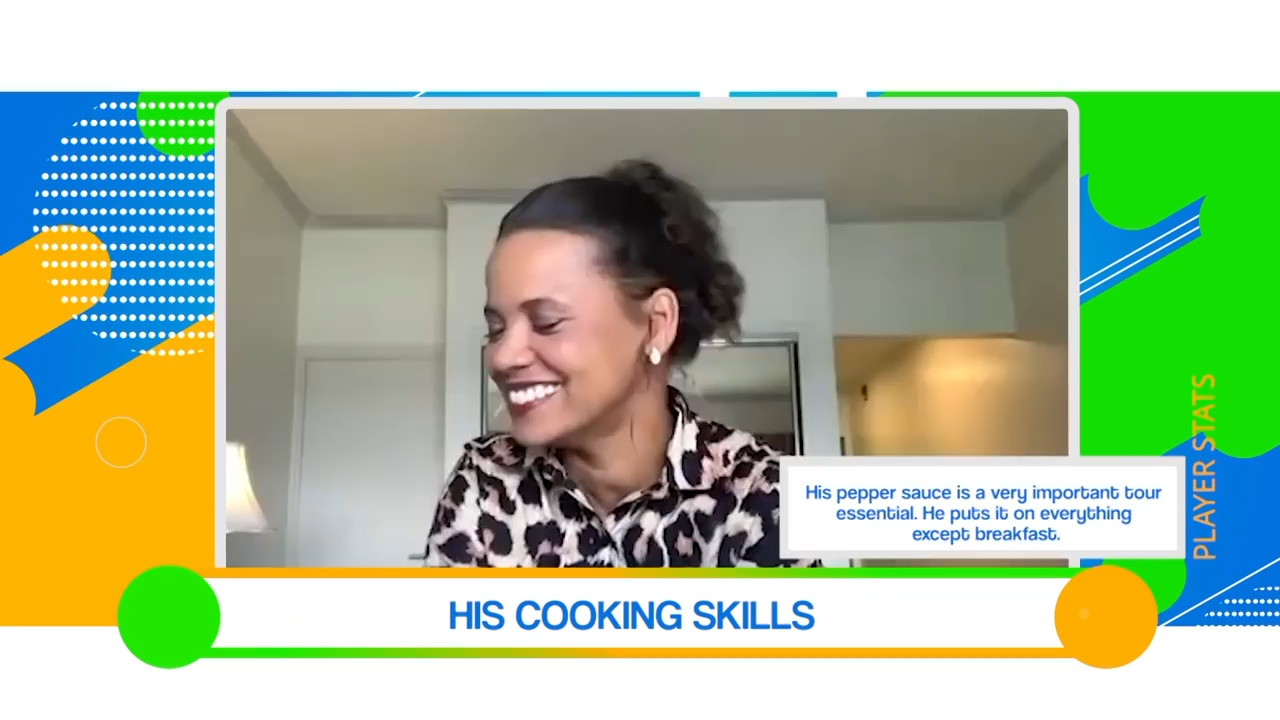 His pepper sauce is a very important tour
essential. He puts it on everything
except breakfast.
PLAYER STATS
HIS COOKING SKILLS